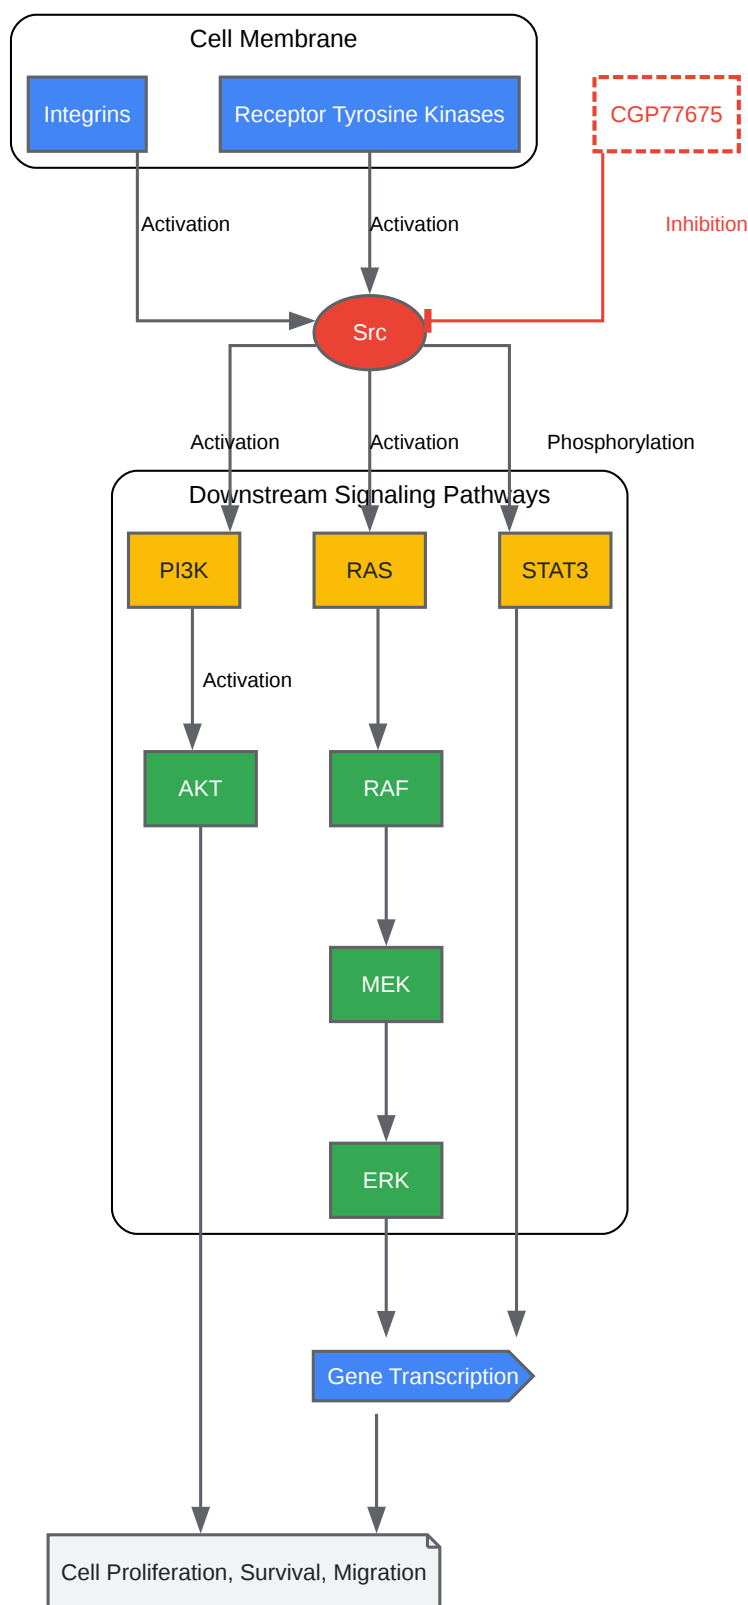 Cell Membrane
Integrins
Receptor Tyrosine Kinases
CGP77675
Activation
Activation
Inhibition
Src
Activation
Activation
Phosphorylation
Downstream Signaling Pathways
PI3K
RAS
STAT3
Activation
AKT
RAF
MEK
ERK
Gene Transcription
Cell Proliferation, Survival, Migration